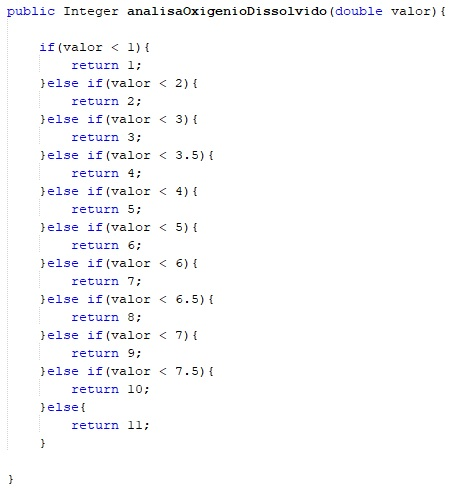 public Integer analisaOxigenioDissolvido(double valor){
if(valor < 1){
return 1;
}else if(valor < 2){
return 2;
}else if(valor < 3){
return 3;
}else if(valor < 3.5){
return 4;
}else if(valor < 4){
return 5;
}else if(valor < 5){
return 6;
}else if(valor < 6){
return 7;
}else if(valor < 6.5){
return 8;
}else if(valor < 7){
return 9;
}else if(valor < 7.5){
return 10;
}else{
return 11;
}
}